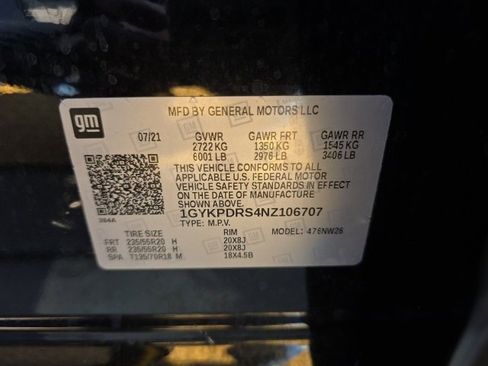 gm
MFD BY GENERAL MOTORS LLC
07/21 GVWR GAWR FRT GAWR RR
2722 KG 1350 KG 1545 KG
6001 LB 2976 LB 3406 LB
THIS VEHICLE CONFORMS TO ALL
APPLICABLE U.S. FEDERAL MOTOR
VEHICLE SAFETY STANDARDS IN EFFECT
ON THE DATE OF MANUFACTURE
SHOWN ABOVE.
384A 1GYKPDRS4NZ106707
TYPE: M.P.V. MODEL: 476NW26
TIRE SIZE RIM
FRT 235/55R20 H 20X8J
RR 235/55R20 H 20X8J
SPA T135/70R18 M 18X4.5B